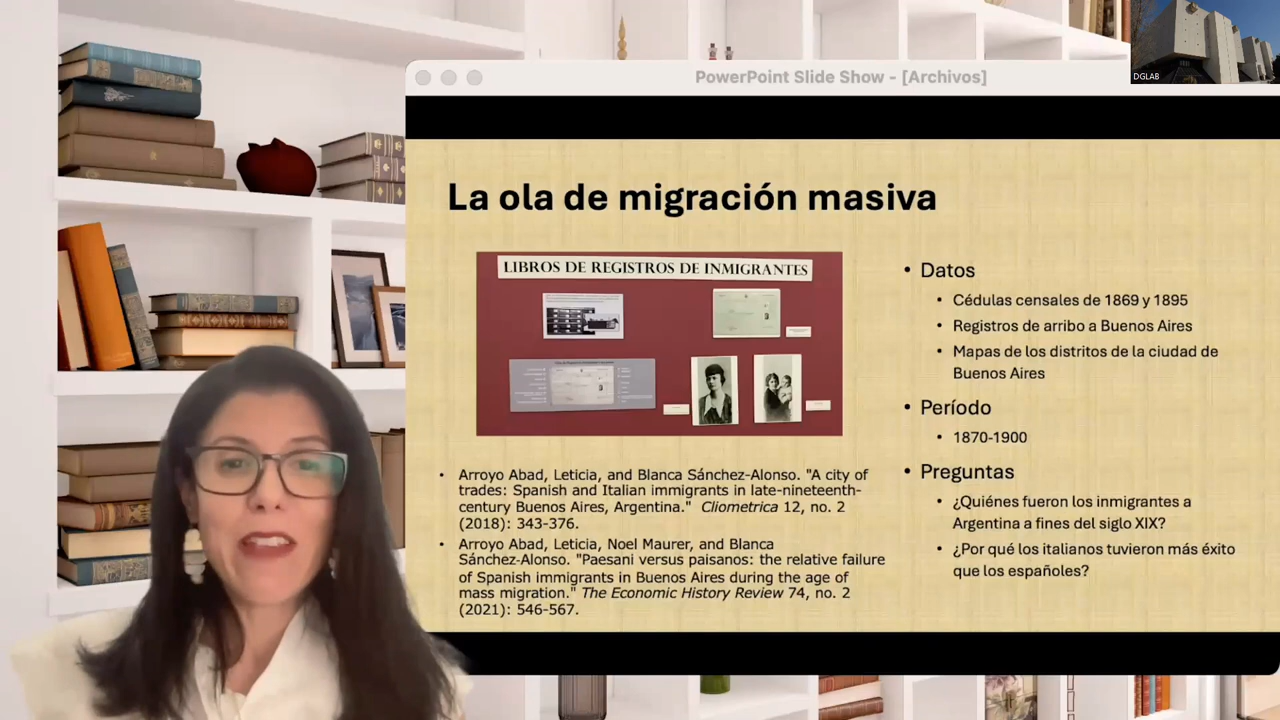 DGLAB
PowerPoint Slide Show - [Archivos]
La ola de migración masiva
LIBROS DE REGISTROS DE INMIGRANTES
• Arroyo Abad, Leticia, and Blanca Sánchez-Alonso. "A city of
trades: Spanish and Italian immigrants in late-nineteenth-
century Buenos Aires, Argentina." Cliometrica 12, no. 2
(2018): 343-376.
• Arroyo Abad, Leticia, Noel Maurer, and Blanca
Sánchez-Alonso. "Paesani versus paisanos: the relative failure
of Spanish immigrants in Buenos Aires during the age of
mass migration." The Economic History Review 74, no. 2
(2021): 546-567.
• Datos
• Cédulas censales de 1869 y 1895
• Registros de arribo a Buenos Aires
• Mapas de los distritos de la ciudad de
Buenos Aires
• Período
• 1870-1900
• Preguntas
• ¿Quiénes fueron los inmigrantes a
Argentina a fines del siglo XIX?
• ¿Por qué los italianos tuvieron más éxito
que los españoles?